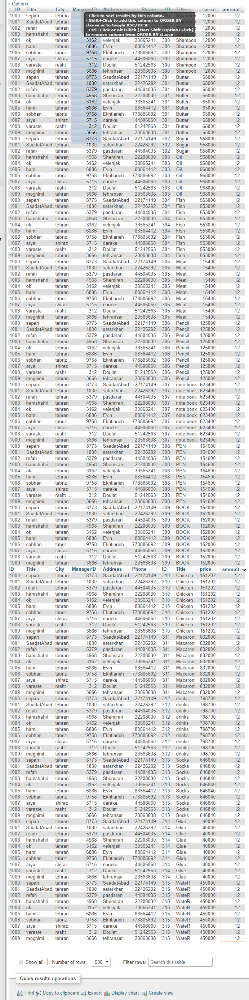 + Options
ID Title City ManagerID Address Phone ID Title price amount
1000 sepah tehran Shampoo 12000 12
- Click to sort results by this column.
- Shift+Click to add this column to ORDER BY
clause or to toggle ASC/DESC.
- Ctrl+Click or Alt+Click (Mac: Shift+Option+Click)
to remove column from ORDER BY clause
1001 SaadatAbad tehran 12000 12
1002 refah tehran 12000 12
1003 hamshahri tehran 12000 12
1004 ok tehran 3162 velenjak 33565241 300 Shampoo 12000 12
1005 hami tehran 6886 Evin 88564412 300 Shampoo 12000 12
1006 sobhan tabriz 9758 Ekhtiarieh 778885692 300 Shampoo 12000 12
1007 arya shiraz 5715 darake 44506060 300 Shampoo 12000 12
1008 varaste rasht 312 Doulat 51242563 300 Shampoo 12000 12
1009 moghimi tehran 3666 tehransar 23563638 300 Shampoo 12000 12
1000 sepah tehran 8773 SaadatAbad 22174149 301 Butter 65000 12
1001 SaadatAbad tehran 1030 satarkhan 22426292 301 Butter 65000 12
1002 refah tehran 5379 pasdaran 44504035 301 Butter 65000 12
1003 hamshahri tehran 4968 Shemiran 22208030 301 Butter 65000 12
1004 ok tehran 3162 velenjak 33565241 301 Butter 65000 12
1005 hami tehran 6886 Evin 88564412 301 Butter 65000 12
1006 sobhan tabriz 9758 Ekhtiarieh 778885692 301 Butter 65000 12
1007 arya shiraz 5715 darake 44506060 301 Butter 65000 12
1008 varaste rasht 312 Doulat 51242563 301 Butter 65000 12
1009 moghimi tehran 3666 tehransar 23563638 301 Butter 65000 12
1000 sepah tehran 8773 SaadatAbad 22174149 302 Sugar 958000 12
1001 SaadatAbad tehran 1030 satarkhan 22426292 302 Sugar 958000 12
1002 refah tehran 5379 pasdaran 44504035 302 Sugar 958000 12
1003 hamshahri tehran 4968 Shemiran 22208030 303 Oil 968000 12
1004 ok tehran 3162 velenjak 33565241 303 Oil 968000 12
1005 hami tehran 6886 Evin 88564412 303 Oil 968000 12
1006 sobhan tabriz 9758 Ekhtiarieh 778885692 303 Oil 968000 12
1007 arya shiraz 5715 darake 44506060 303 Oil 968000 12
1008 varaste rasht 312 Doulat 51242563 303 Oil 968000 12
1009 moghimi tehran 3666 tehransar 23563638 303 Oil 968000 12
1000 sepah tehran 8773 SaadatAbad 22174149 304 Fish 553000 12
1001 SaadatAbad tehran 1030 satarkhan 22426292 304 Fish 553000 12
1002 refah tehran 5379 pasdaran 44504035 304 Fish 553000 12
1003 hamshahri tehran 4968 Shemiran 22208030 304 Fish 553000 12
1004 ok tehran 3162 velenjak 33565241 304 Fish 553000 12
1005 hami tehran 6886 Evin 88564412 304 Fish 553000 12
1006 sobhan tabriz 9758 Ekhtiarieh 778885692 304 Fish 553000 12
1007 arya shiraz 5715 darake 44506060 304 Fish 553000 12
1008 varaste rasht 312 Doulat 51242563 304 Fish 553000 12
1009 moghimi tehran 3666 tehransar 23563638 304 Fish 553000 12
1000 sepah tehran 8773 SaadatAbad 22174149 305 Meat 15400 12
1001 SaadatAbad tehran 1030 satarkhan 22426292 305 Meat 15400 12
1002 refah tehran 5379 pasdaran 44504035 305 Meat 15400 12
1003 hamshahri tehran 4968 Shemiran 22208030 305 Meat 15400 12
1004 ok tehran 3162 velenjak 33565241 305 Meat 15400 12
1005 hami tehran 6886 Evin 88564412 305 Meat 15400 12
1006 sobhan tabriz 9758 Ekhtiarieh 778885692 305 Meat 15400 12
1007 arya shiraz 5715 darake 44506060 305 Meat 15400 12
1008 varaste rasht 312 Doulat 51242563 305 Meat 15400 12
1009 moghimi tehran 3666 tehransar 23563638 305 Meat 15400 12
1000 sepah tehran 8773 SaadatAbad 22174149 306 Pencil 125000 12
1001 SaadatAbad tehran 1030 satarkhan 22426292 306 Pencil 125000 12
1002 refah tehran 5379 pasdaran 44504035 306 Pencil 125000 12
1003 hamshahri tehran 4968 Shemiran 22208030 306 Pencil 125000 12
1004 ok tehran 3162 velenjak 33565241 306 Pencil 125000 12
1005 hami tehran 6886 Evin 88564412 306 Pencil 125000 12
1006 sobhan tabriz 9758 Ekhtiarieh 778885692 306 Pencil 125000 12
1007 arya shiraz 5715 darake 44506060 306 Pencil 125000 12
1008 varaste rasht 312 Doulat 51242563 306 Pencil 125000 12
1009 moghimi tehran 3666 tehransar 23563638 306 Pencil 125000 12
1000 sepah tehran 8773 SaadatAbad 22174149 307 note book 623400 12
1001 SaadatAbad tehran 1030 satarkhan 22426292 307 note book 623400 12
1002 refah tehran 5379 pasdaran 44504035 307 note book 623400 12
1003 hamshahri tehran 4968 Shemiran 22208030 307 note book 623400 12
1004 ok tehran 3162 velenjak 33565241 307 note book 623400 12
1005 hami tehran 6886 Evin 88564412 307 note book 623400 12
1006 sobhan tabriz 9758 Ekhtiarieh 778885692 307 note book 623400 12
1007 arya shiraz 5715 darake 44506060 307 note book 623400 12
1008 varaste rasht 312 Doulat 51242563 307 note book 623400 12
1009 moghimi tehran 3666 tehransar 23563638 307 note book 623400 12
1000 sepah tehran 8773 SaadatAbad 22174149 308 PEN 154600 12
1001 SaadatAbad tehran 1030 satarkhan 22426292 308 PEN 154600 12
1002 refah tehran 5379 pasdaran 44504035 308 PEN 154600 12
1003 hamshahri tehran 4968 Shemiran 22208030 308 PEN 154600 12
1004 ok tehran 3162 velenjak 33565241 308 PEN 154600 12
1005 hami tehran 6886 Evin 88564412 308 PEN 154600 12
1006 sobhan tabriz 9758 Ekhtiarieh 778885692 308 PEN 154600 12
1007 arya shiraz 5715 darake 44506060 308 PEN 154600 12
1008 varaste rasht 312 Doulat 51242563 308 PEN 154600 12
1009 moghimi tehran 3666 tehransar 23563638 308 PEN 154600 12
1000 sepah tehran 8773 SaadatAbad 22174149 309 BOOK 152000 12
1001 SaadatAbad tehran 1030 satarkhan 22426292 309 BOOK 152000 12
1002 refah tehran 5379 pasdaran 44504035 309 BOOK 152000 12
1003 hamshahri tehran 4968 Shemiran 22208030 309 BOOK 152000 12
1004 ok tehran 3162 velenjak 33565241 309 BOOK 152000 12
1005 hami tehran 6886 Evin 88564412 309 BOOK 152000 12
1006 sobhan tabriz 9758 Ekhtiarieh 778885692 309 BOOK 152000 12
1007 arya shiraz 5715 darake 44506060 309 BOOK 152000 12
1008 varaste rasht 312 Doulat 51242563 309 BOOK 152000 12
1009 moghimi tehran 3666 tehransar 23563638 309 BOOK 152000 12
ID Title City ManagerID Address Phone ID Title price amount
1000 sepah tehran 8773 SaadatAbad 22174149 310 Chicken 151202 12
1001 SaadatAbad tehran 1030 satarkhan 22426292 310 Chicken 151202 12
1002 refah tehran 5379 pasdaran 44504035 310 Chicken 151202 12
1003 hamshahri tehran 4968 Shemiran 22208030 310 Chicken 151202 12
1004 ok tehran 3162 velenjak 33565241 310 Chicken 151202 12
1005 hami tehran 6886 Evin 88564412 310 Chicken 151202 12
1006 sobhan tabriz 9758 Ekhtiarieh 778885692 310 Chicken 151202 12
1007 arya shiraz 5715 darake 44506060 310 Chicken 151202 12
1008 varaste rasht 312 Doulat 51242563 310 Chicken 151202 12
1009 moghimi tehran 3666 tehransar 23563638 310 Chicken 151202 12
1000 sepah tehran 8773 SaadatAbad 22174149 311 Macaroni 832000 12
1001 SaadatAbad tehran 1030 satarkhan 22426292 311 Macaroni 832000 12
1002 refah tehran 5379 pasdaran 44504035 311 Macaroni 832000 12
1003 hamshahri tehran 4968 Shemiran 22208030 311 Macaroni 832000 12
1004 ok tehran 3162 velenjak 33565241 311 Macaroni 832000 12
1005 hami tehran 6886 Evin 88564412 311 Macaroni 832000 12
1006 sobhan tabriz 9758 Ekhtiarieh 778885692 311 Macaroni 832000 12
1007 arya shiraz 5715 darake 44506060 311 Macaroni 832000 12
1008 varaste rasht 312 Doulat 51242563 311 Macaroni 832000 12
1009 moghimi tehran 3666 tehransar 23563638 311 Macaroni 832000 12
1000 sepah tehran 8773 SaadatAbad 22174149 312 drinks 798700 12
1001 SaadatAbad tehran 1030 satarkhan 22426292 312 drinks 798700 12
1002 refah tehran 5379 pasdaran 44504035 312 drinks 798700 12
1003 hamshahri tehran 4968 Shemiran 22208030 312 drinks 798700 12
1004 ok tehran 3162 velenjak 33565241 312 drinks 798700 12
1005 hami tehran 6886 Evin 88564412 312 drinks 798700 12
1006 sobhan tabriz 9758 Ekhtiarieh 778885692 312 drinks 798700 12
1007 arya shiraz 5715 darake 44506060 312 drinks 798700 12
1008 varaste rasht 312 Doulat 51242563 312 drinks 798700 12
1009 moghimi tehran 3666 tehransar 23563638 312 drinks 798700 12
1000 sepah tehran 8773 SaadatAbad 22174149 313 Socks 646840 12
1001 SaadatAbad tehran 1030 satarkhan 22426292 313 Socks 646840 12
1002 refah tehran 5379 pasdaran 44504035 313 Socks 646840 12
1003 hamshahri tehran 4968 Shemiran 22208030 313 Socks 646840 12
1004 ok tehran 3162 velenjak 33565241 313 Socks 646840 12
1005 hami tehran 6886 Evin 88564412 313 Socks 646840 12
1006 sobhan tabriz 9758 Ekhtiarieh 778885692 313 Socks 646840 12
1007 arya shiraz 5715 darake 44506060 313 Socks 646840 12
1008 varaste rasht 312 Doulat 51242563 313 Socks 646840 12
1009 moghimi tehran 3666 tehransar 23563638 313 Socks 646840 12
1000 sepah tehran 8773 SaadatAbad 22174149 314 Glue 40000 12
1001 SaadatAbad tehran 1030 satarkhan 22426292 314 Glue 40000 12
1002 refah tehran 5379 pasdaran 44504035 314 Glue 40000 12
1003 hamshahri tehran 4968 Shemiran 22208030 314 Glue 40000 12
1004 ok tehran 3162 velenjak 33565241 314 Glue 40000 12
1005 hami tehran 6886 Evin 88564412 314 Glue 40000 12
1006 sobhan tabriz 9758 Ekhtiarieh 778885692 314 Glue 40000 12
1007 arya shiraz 5715 darake 44506060 314 Glue 40000 12
1008 varaste rasht 312 Doulat 51242563 314 Glue 40000 12
1009 moghimi tehran 3666 tehransar 23563638 314 Glue 40000 12
1000 sepah tehran 8773 SaadatAbad 22174149 315 WateR 450000 12
1001 SaadatAbad tehran 1030 satarkhan 22426292 315 WateR 450000 12
1002 refah tehran 5379 pasdaran 44504035 315 WateR 450000 12
1003 hamshahri tehran 4968 Shemiran 22208030 315 WateR 450000 12
1004 ok tehran 3162 velenjak 33565241 315 WateR 450000 12
1005 hami tehran 6886 Evin 88564412 315 WateR 450000 12
1006 sobhan tabriz 9758 Ekhtiarieh 778885692 315 WateR 450000 12
1007 arya shiraz 5715 darake 44506060 315 WateR 450000 12
1008 varaste rasht 312 Doulat 51242563 315 WateR 450000 12
1009 moghimi tehran 3666 tehransar 23563638 315 WateR 450000 12
Show all Number of rows: 500 Filter rows: Search this table
Query results operations
Print Copy to clipboard Export Display chart Create view